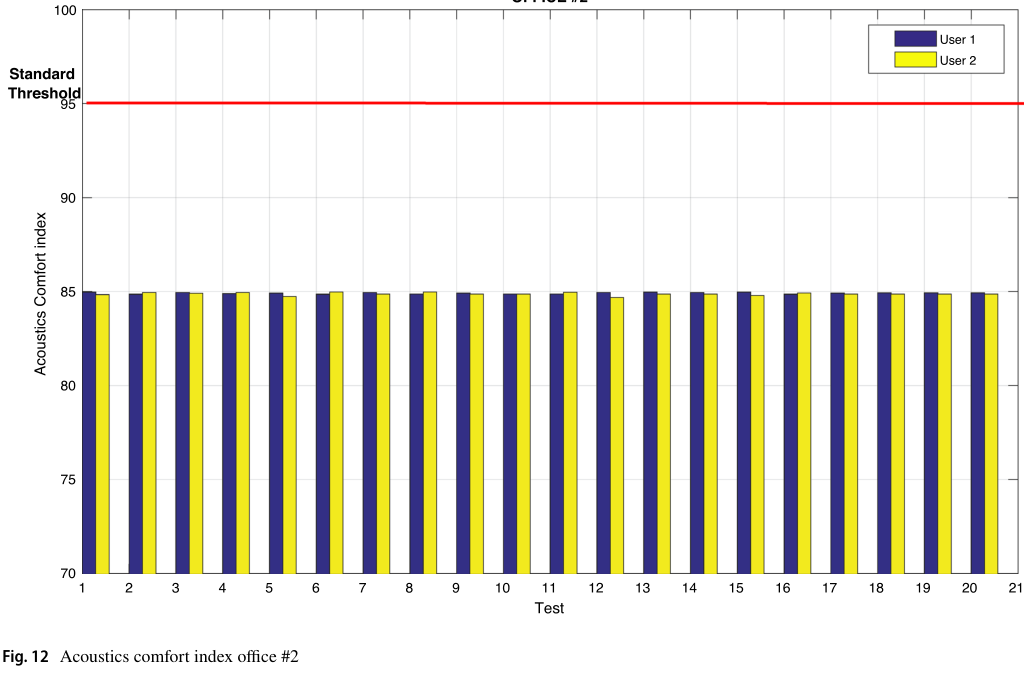 100
User 1
User 2
Standard
Threshold
95
90
85
80
75
70
Acoustics Comfort index
1 2 3 4 5 6 7 8 9 10 11 12 13 14 15 16 17 18 19 20 21
Test
Fig. 12 Acoustics comfort index office #2